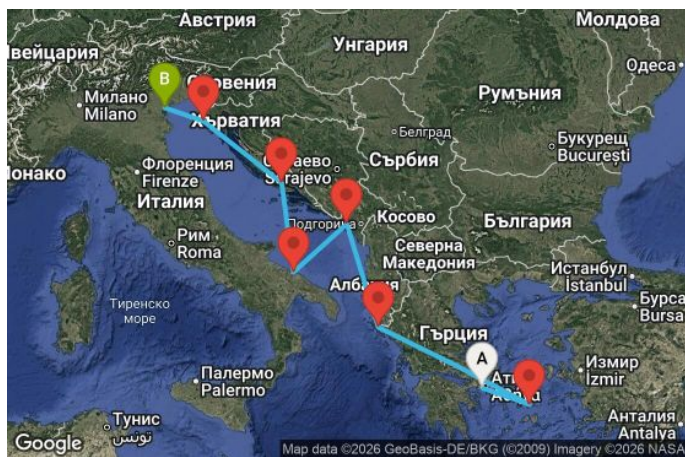 Австрия
Молдова
Швейцария
Унгария
Одеса
B
Словения
Милано
Milano
Румъния
Хърватия
Белград
Букурещ
București
Монако
Флоренция
Firenze
Sarajevo
Сърбия
Италия
Подгорица
Косово
България
Рим
Roma
Северна
Македония
Истанбул
İstanbul
Албания
Бурса
Bursa
Тиренско
море
Гърция
A
Измир
İzmir
Палермо
Palermo
Тунис
تونس
Анталия
Antalya
Google
Map data ©2026 GeoBasis-DE/BKG (©2009) Imagery ©2026 NASA